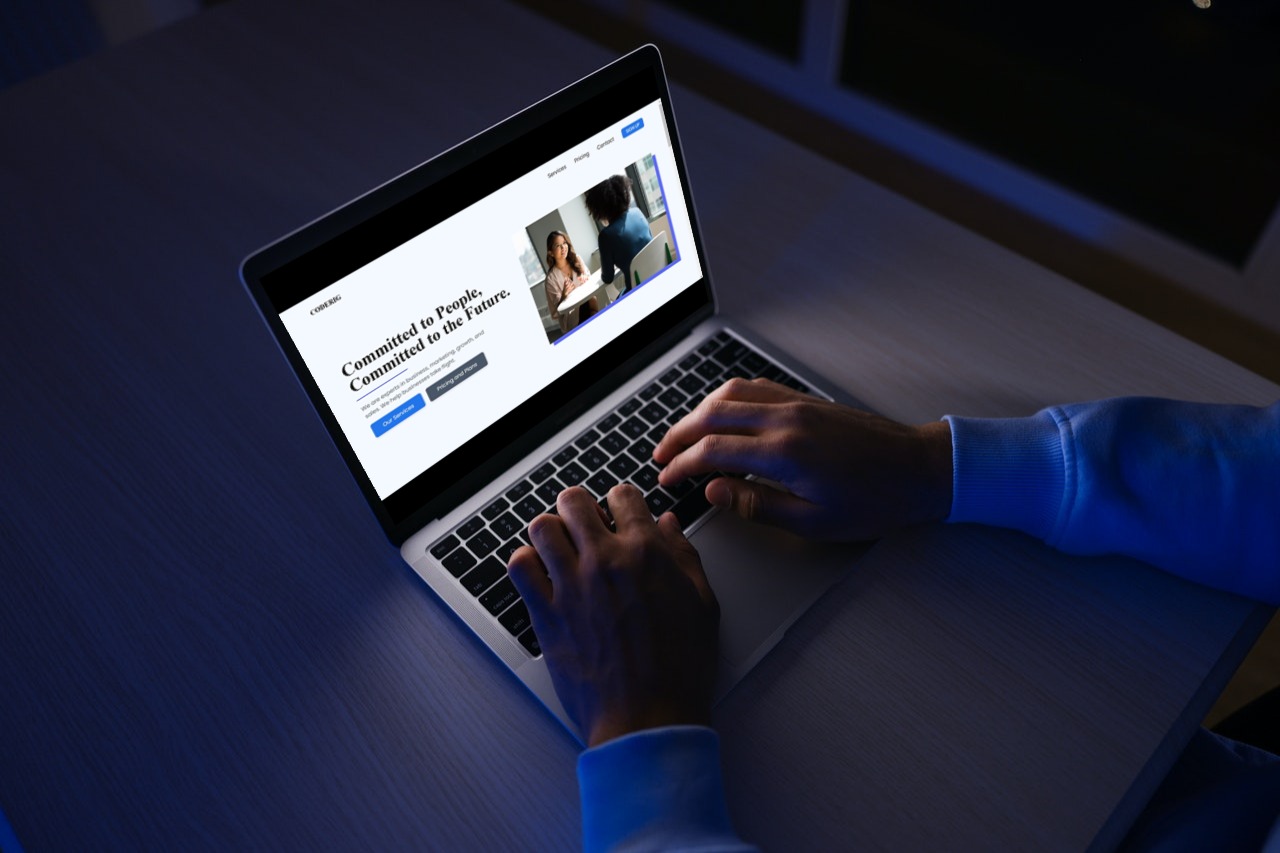 CODERIG
Services Pricing Contact SIGN UP
Committed to People,
Committed to the Future.
We are experts in business, marketing, growth, and
sales. We help businesses take flight.
Our Services Pricing and Plans